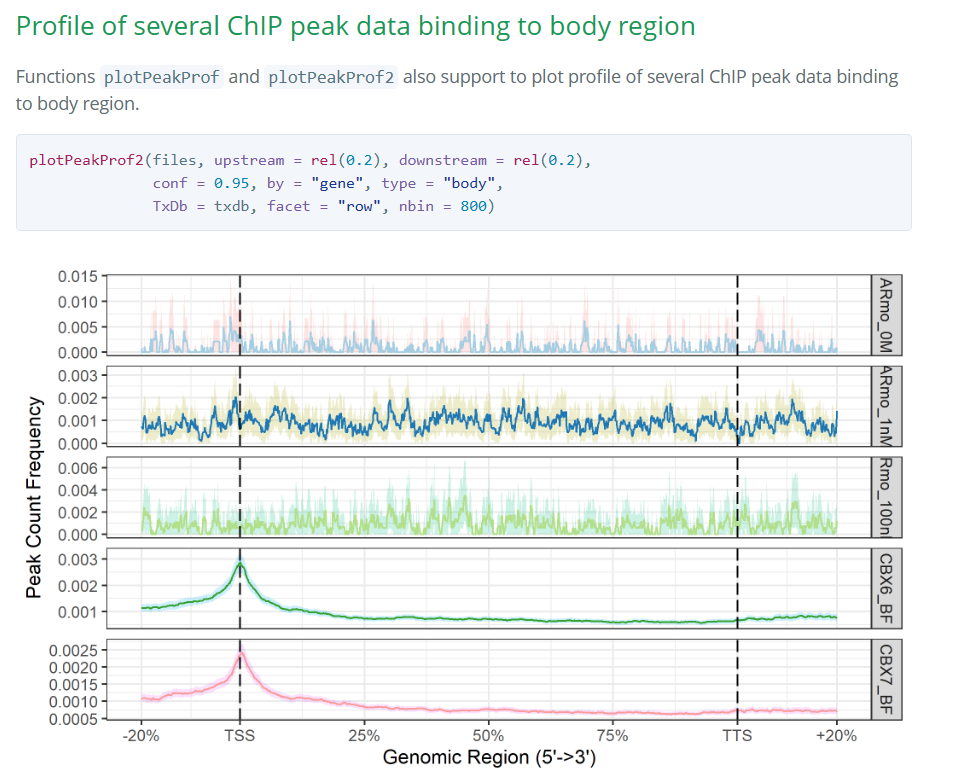 Profile of several ChIP peak data binding to body region
Functions plotPeakProf and plotPeakProf2 also support to plot profile of several ChIP peak data binding
to body region.
plotPeakProf2(files, upstream = rel(0.2), downstream = rel(0.2),
conf = 0.95, by = "gene", type = "body",
TxDb = txdb, facet = "row", nbin = 800)
Peak Count Frequency
0.015
0.010
0.005
0.000
ARmo_0M
0.003
0.002
0.001
0.000
ARmo_1nM
0.006
0.004
0.002
0.000
Rmo_100n
0.003
0.002
0.001
CBX6_BF
0.0025
0.0020
0.0015
0.0010
0.0005
CBX7_BF
-20% TSS 25% 50% 75% TTS +20%
Genomic Region (5'->3')